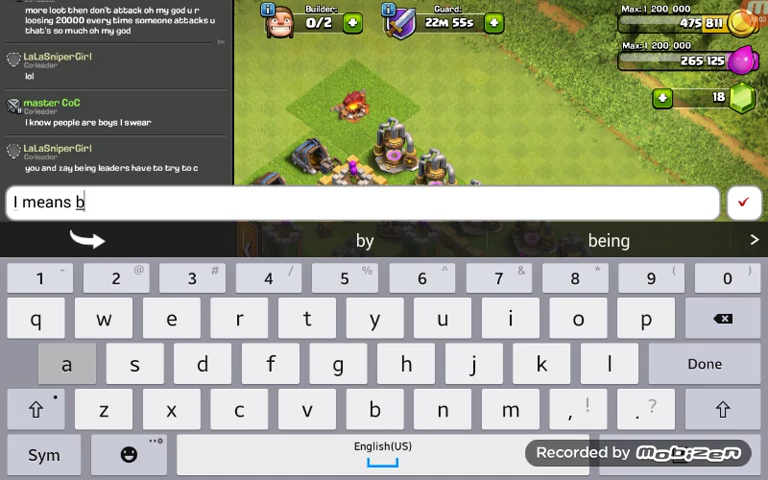 more loot then don't attack oh my god u r
loosing 20000 every time someone attacks u
that's so much oh my god
LaLaSniperGirl
Co-leader
lol
master CoC
Co-leader
I know people are boys I swear
LaLaSniperGirl
Co-leader
you and zay being leaders have to try to c
Builder:
0/2
Guard:
22M 55s
Max: 1 200 000
475 811
Max: 1 200 000
265 125
18
I means b
by
being
>
1 - 2 @ 3 # 4 / 5 % 6 ^ 7 & 8 * 9 ( 0 )
q w e r t y u i o p
a s d f g h j k l Done
z x c v b n m , ! . ?
Sym
English(US)
Recorded by mobizen